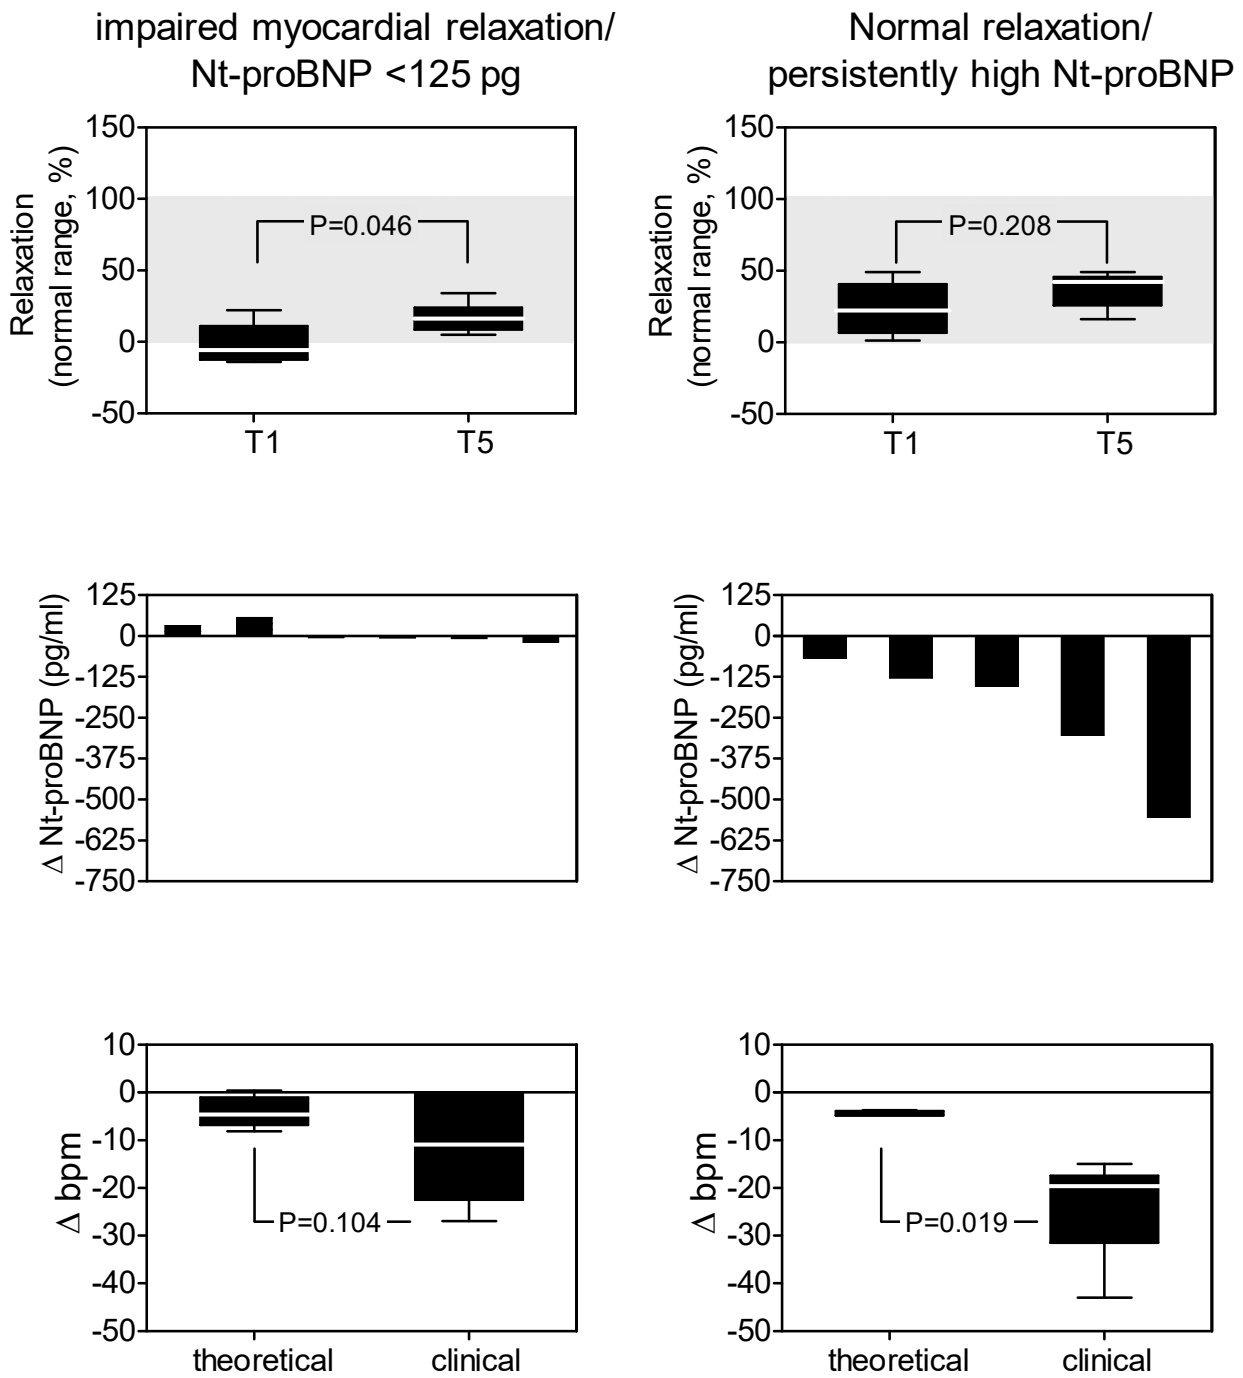 impaired myocardial relaxation/
Nt-proBNP <125 pg
Normal relaxation/
persistently high Nt-proBNP
Relaxation
(normal range, %)
150
100
50
0
-50
P=0.046
T1
T5
Relaxation
(normal range, %)
150
100
50
0
-50
P=0.208
T1
T5
Δ Nt-proBNP (pg/ml)
125
0
-125
-250
-375
-500
-625
-750
Δ Nt-proBNP (pg/ml)
125
0
-125
-250
-375
-500
-625
-750
Δ bpm
10
0
-10
-20
-30
-40
-50
P=0.104
theoretical
clinical
Δ bpm
10
0
-10
-20
-30
-40
-50
P=0.019
theoretical
clinical